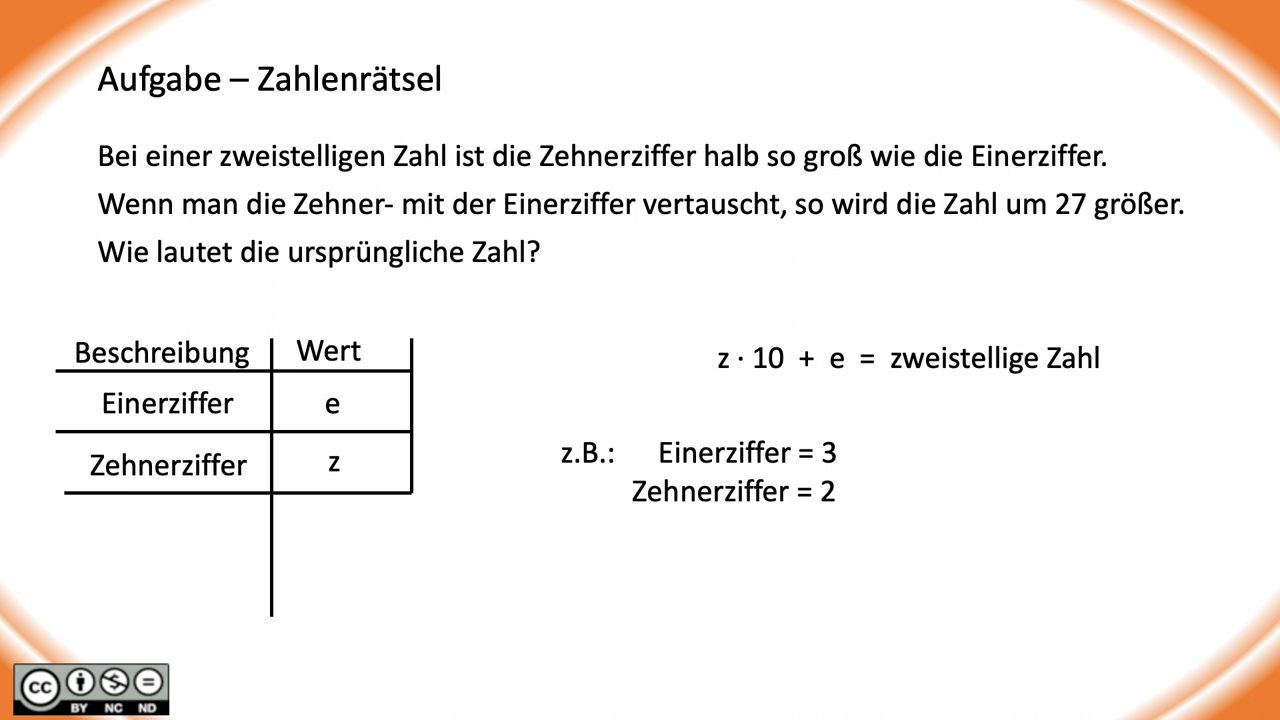 Aufgabe – Zahlenrätsel
Bei einer zweistelligen Zahl ist die Zehnerziffer halb so groß wie die Einerziffer.
Wenn man die Zehner- mit der Einerziffer vertauscht, so wird die Zahl um 27 größer.
Wie lautet die ursprüngliche Zahl?
Beschreibung Wert
Einerziffer e
Zehnerziffer z
z · 10 + e = zweistellige Zahl
z.B.: Einerziffer = 3
Zehnerziffer = 2
cc
BY NC ND